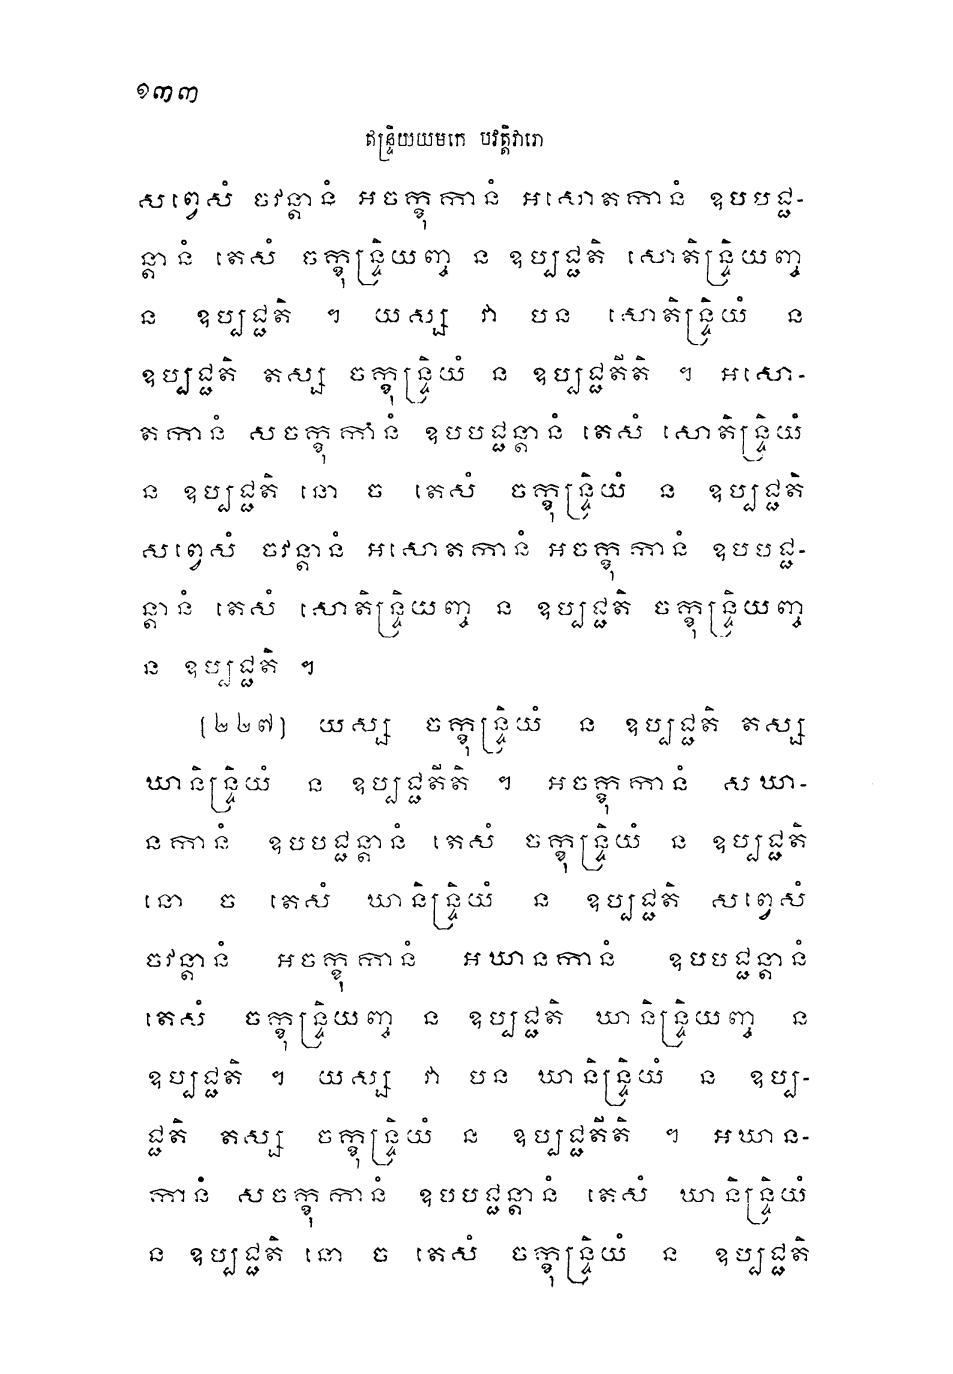 ១៣៣
ឥន្ទ្រិយយមកេ បវត្តិវារោ
សព្វេសំ ចវន្តានំ អចក្ខុកានំ អសោតកានំ ឧបបជ្ជ-
ន្តានំ តេសំ ចក្ខុន្ទ្រិយញ្ច ន ឧប្បជ្ជតិ សោតិន្ទ្រិយញ្ច
ន ឧប្បជ្ជតិ ។ យស្ស វា បន សោតិន្ទ្រិយំ ន
ឧប្បជ្ជតិ តស្ស ចក្ខុន្ទ្រិយំ ន ឧប្បជ្ជតីតិ ។ អសោ-
តកានំ សចក្ខុកានំ ឧបបជ្ជន្តានំ តេសំ សោតិន្ទ្រិយំ
ន ឧប្បជ្ជតិ នោ ច តេសំ ចក្ខុន្ទ្រិយំ ន ឧប្បជ្ជតិ
សព្វេសំ ចវន្តានំ អសោតកានំ អចក្ខុកានំ ឧបបជ្ជ-
ន្តានំ តេសំ សោតិន្ទ្រិយញ្ច ន ឧប្បជ្ជតិ ចក្ខុន្ទ្រិយញ្ច
ន ឧប្បជ្ជតិ ។
(២២៧) យស្ស ចក្ខុន្ទ្រិយំ ន ឧប្បជ្ជតិ តស្ស
ឃានិន្ទ្រិយំ ន ឧប្បជ្ជតីតិ ។ អចក្ខុកានំ សឃា-
នកានំ ឧបបជ្ជន្តានំ តេសំ ចក្ខុន្ទ្រិយំ ន ឧប្បជ្ជតិ
នោ ច តេសំ ឃានិន្ទ្រិយំ ន ឧប្បជ្ជតិ សព្វេសំ
ចវន្តានំ អចក្ខុកានំ អឃានកានំ ឧបបជ្ជន្តានំ
តេសំ ចក្ខុន្ទ្រិយញ្ច ន ឧប្បជ្ជតិ ឃានិន្ទ្រិយញ្ច ន
ឧប្បជ្ជតិ ។ យស្ស វា បន ឃានិន្ទ្រិយំ ន ឧប្ប-
ជ្ជតិ តស្ស ចក្ខុន្ទ្រិយំ ន ឧប្បជ្ជតីតិ ។ អឃាន-
កានំ សចក្ខុកានំ ឧបបជ្ជន្តានំ តេសំ ឃានិន្ទ្រិយំ
ន ឧប្បជ្ជតិ នោ ច តេសំ ចក្ខុន្ទ្រិយំ ន ឧប្បជ្ជតិ